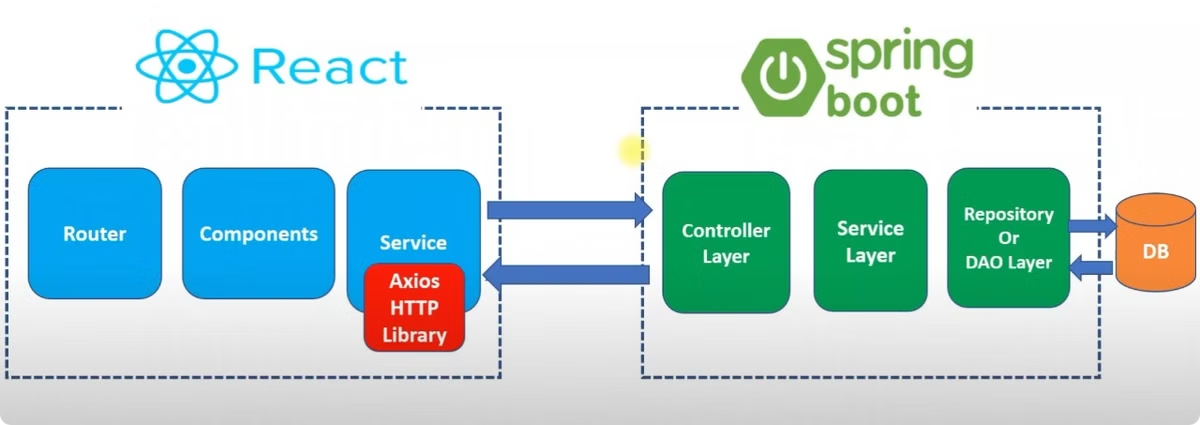 React
spring
boot
Router
Components
Service
Axios
HTTP
Library
Controller
Layer
Service
Layer
Repository
Or
DAO Layer
DB